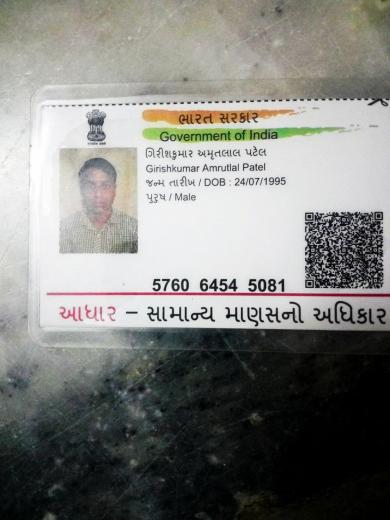 ભારત સરકાર
Government of India
ગિરીશકુમાર અમૃતલાલ પટેલ
Girishkumar Amrutlal Patel
જન્મ તારીખ / DOB : 24/07/1995
પુરુષ / Male
5760 6454 5081
આધાર – સામાન્ય માણસનો અધિકાર